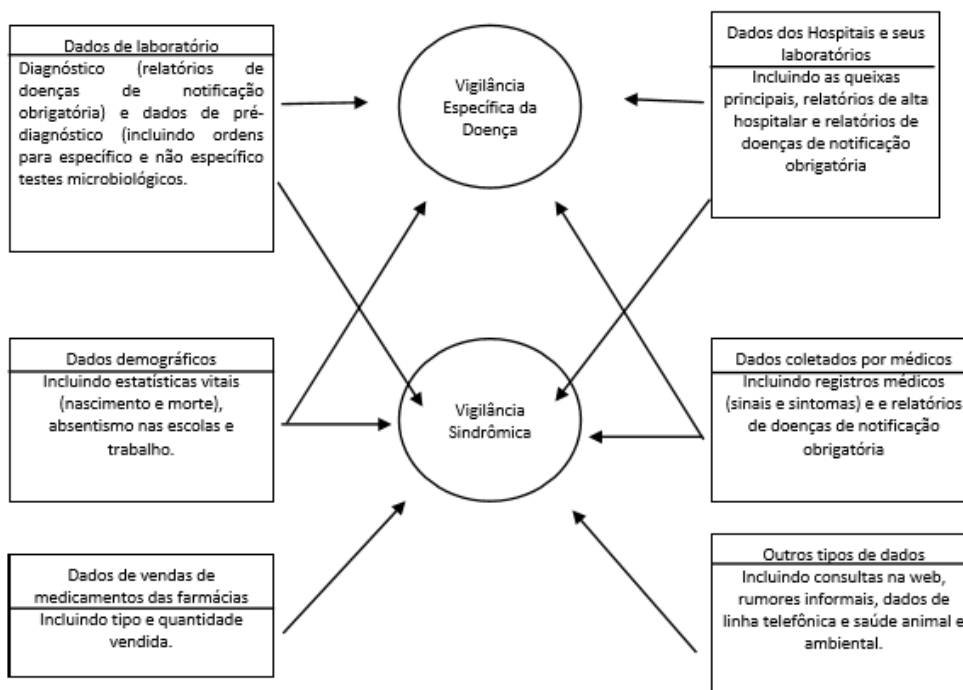 Dados de laboratório
Diagnóstico (relatórios de
doenças de notificação
obrigatória) e dados de pré-
diagnóstico (incluindo ordens
para específico e não específico
testes microbiológicos.
Vigilância
Específica da
Doença
Dados dos Hospitais e seus
laboratórios
Incluindo as queixas
principais, relatórios de alta
hospitalar e relatórios de
doenças de notificação
obrigatória
Dados demográficos
Incluindo estatísticas vitais
(nascimento e morte),
absentismo nas escolas e
trabalho.
Vigilância
Sindrômica
Dados coletados por médicos
Incluindo registros médicos
(sinais e sintomas) e e relatórios
de doenças de notificação
obrigatória
Dados de vendas de
medicamentos das farmácias
Incluindo tipo e quantidade
vendida.
Outros tipos de dados
Incluindo consultas na web,
rumores informais, dados de
linha telefônica e saúde animal e
ambiental.